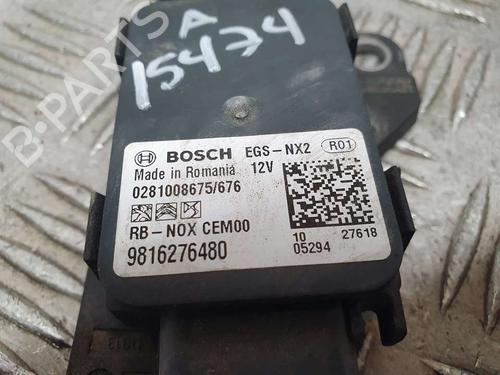 A
15474
BOSCH EGS-NX2 R01
Made in Romania 12V
0281008675/676
RB-NOX CEM00
9816276480
10 27618
05294
B-PARTS